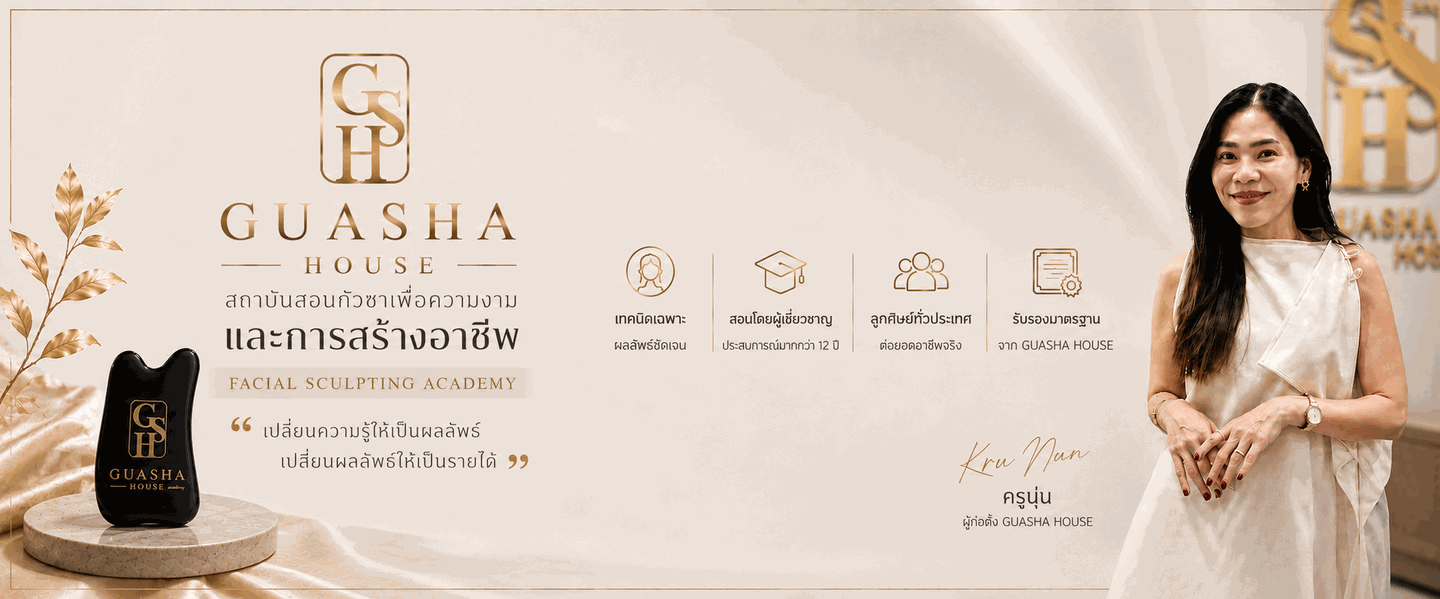 GSH
GUASHA
HOUSE
สถาบันสอนกัวซาเพื่อความงาม
และการสร้างอาชีพ
FACIAL SCULPTING ACADEMY
“ เปลี่ยนความรู้ให้เป็นผลลัพธ์
เปลี่ยนผลลัพธ์ให้เป็นรายได้ ”
GSH
GUASHA
HOUSE academy
เทคนิดเฉพาะ
ผลลัพธ์ชัดเจน
สอนโดยผู้เชี่ยวชาญ
ประสบการณ์มากกว่า 12 ปี
ลูกศิษย์ทั่วประเทศ
ต่อยอดอาชีพจริง
รับรองมาตรฐาน
จาก GUASHA HOUSE
Kru Nun
ครูนุ่น
ผู้ก่อตั้ง GUASHA HOUSE
GSH
UASHA
HOUS